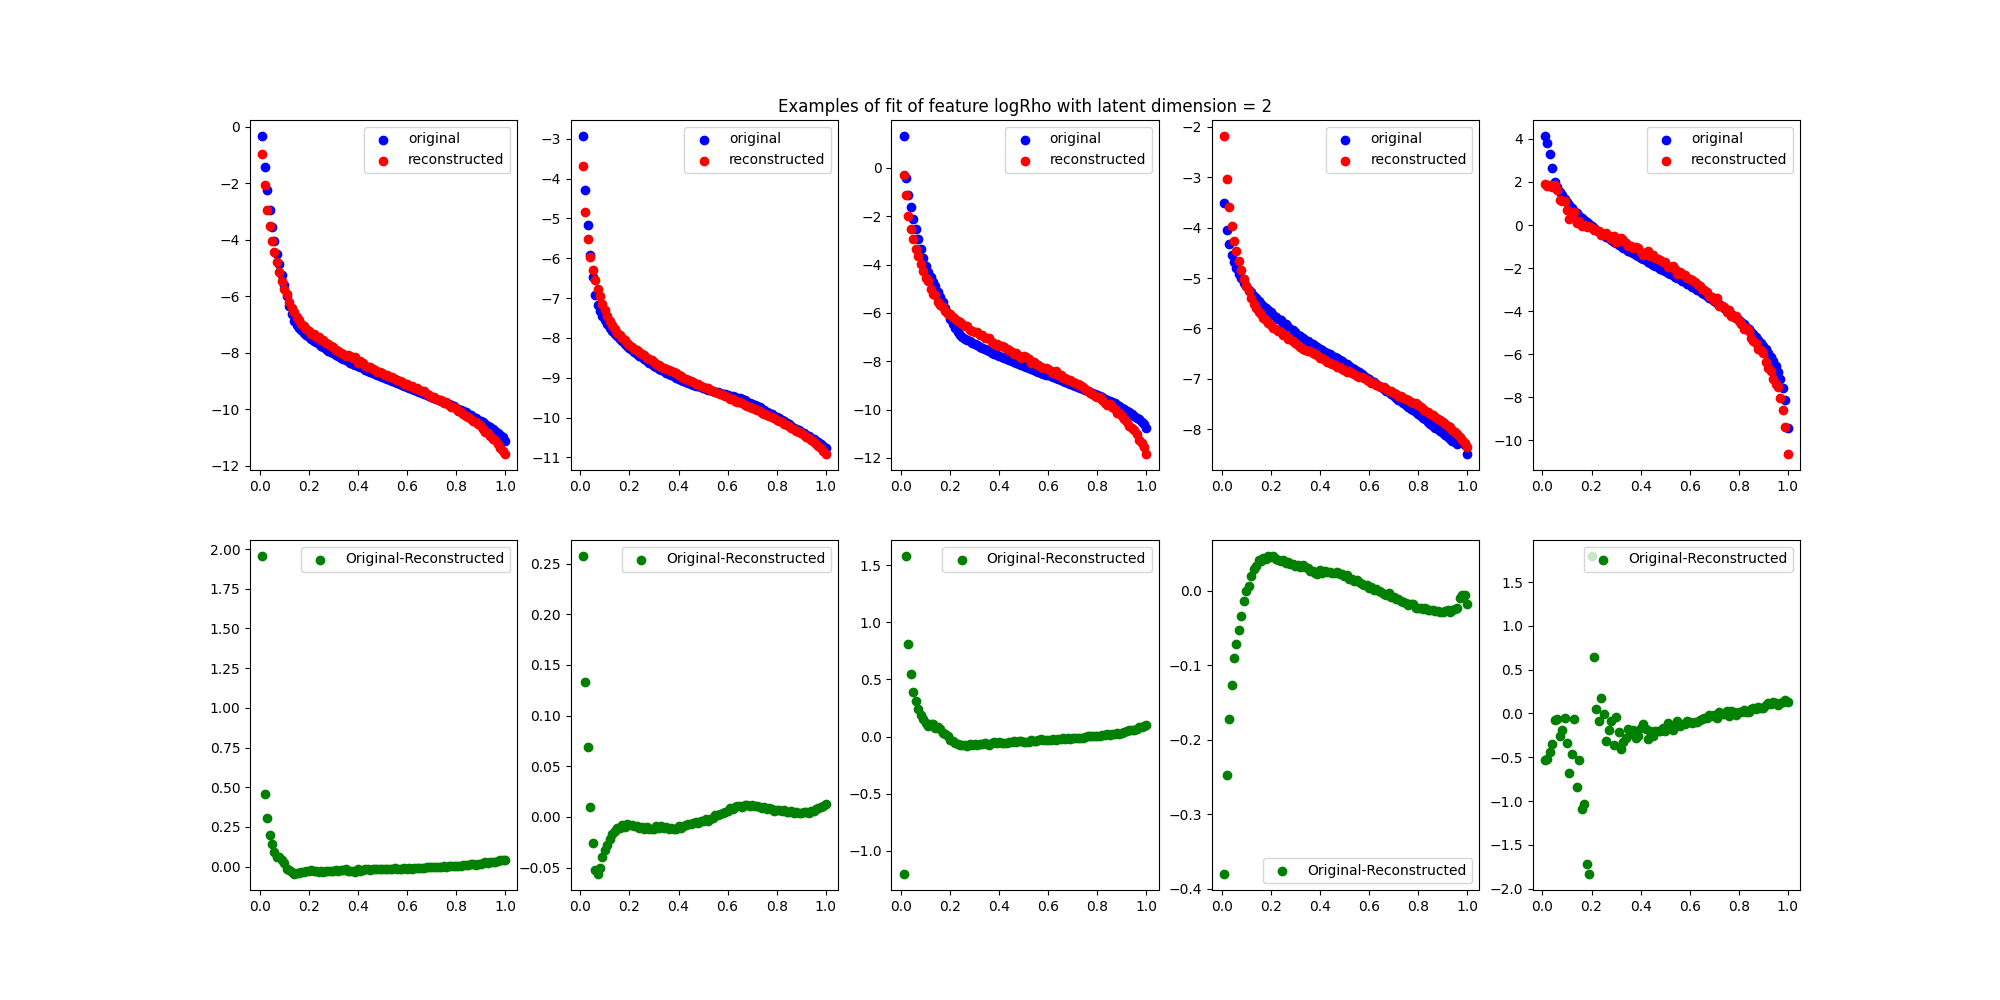 Examples of fit of feature logRho with latent dimension = 2
original
reconstructed
0
−2
−4
−6
−8
−10
−12
0.0 0.2 0.4 0.6 0.8 1.0
original
reconstructed
−3
−4
−5
−6
−7
−8
−9
−10
−11
0.0 0.2 0.4 0.6 0.8 1.0
original
reconstructed
0
−2
−4
−6
−8
−10
−12
0.0 0.2 0.4 0.6 0.8 1.0
original
reconstructed
−2
−3
−4
−5
−6
−7
−8
0.0 0.2 0.4 0.6 0.8 1.0
original
reconstructed
4
2
0
−2
−4
−6
−8
−10
0.0 0.2 0.4 0.6 0.8 1.0
Original-Reconstructed
2.00
1.75
1.50
1.25
1.00
0.75
0.50
0.25
0.00
0.0 0.2 0.4 0.6 0.8 1.0
Original-Reconstructed
0.25
0.20
0.15
0.10
0.05
0.00
−0.05
0.0 0.2 0.4 0.6 0.8 1.0
Original-Reconstructed
1.5
1.0
0.5
0.0
−0.5
−1.0
0.0 0.2 0.4 0.6 0.8 1.0
0.0
−0.1
−0.2
−0.3
−0.4
Original-Reconstructed
0.0 0.2 0.4 0.6 0.8 1.0
Original-Reconstructed
1.5
1.0
0.5
0.0
−0.5
−1.0
−1.5
−2.0
0.0 0.2 0.4 0.6 0.8 1.0